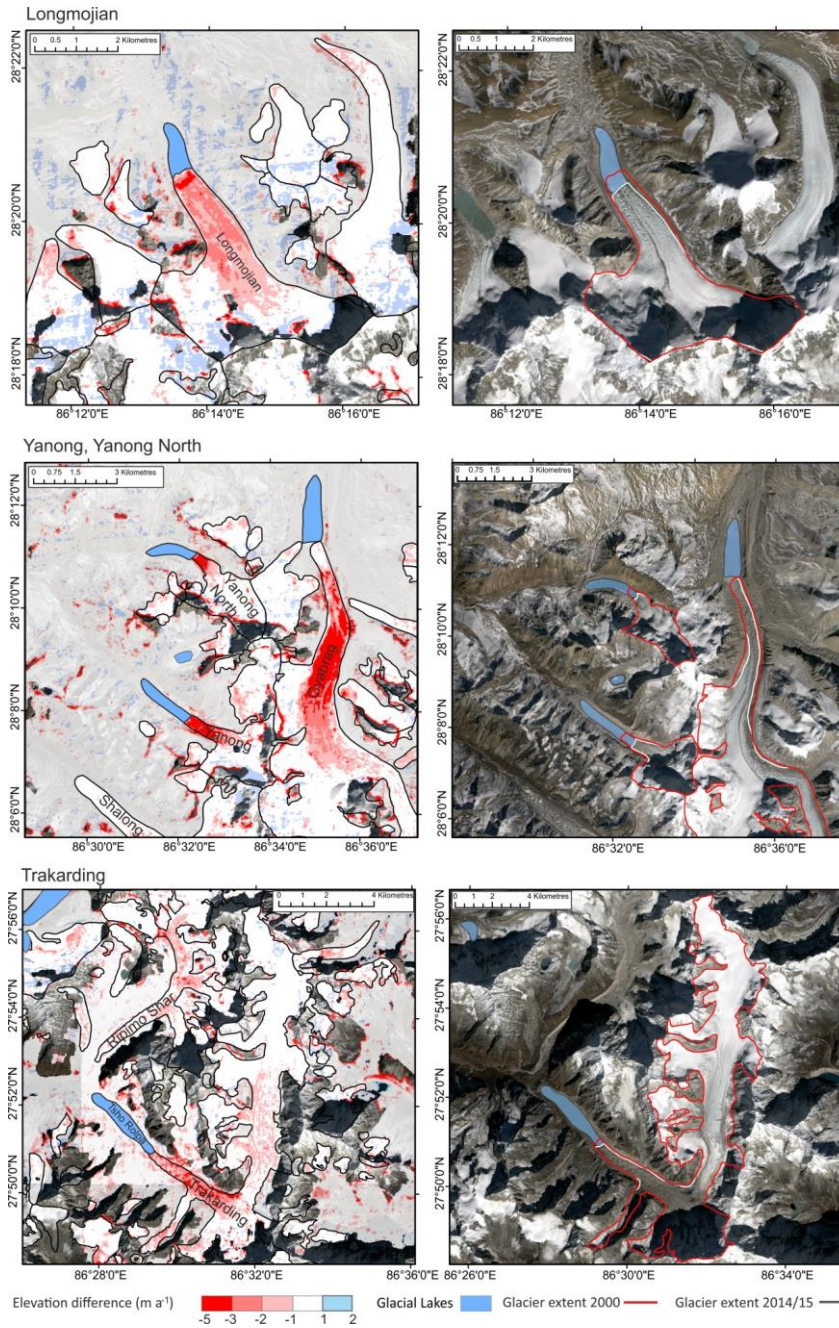 Longmojian
0 0.5 1 2 Kilometres
28°22'0"N
28°20'0"N
28°18'0"N
Longmojian
86°12'0"E 86°14'0"E 86°16'0"E
0 0.5 1 2 Kilometres
28°22'0"N
28°20'0"N
28°18'0"N
86°12'0"E 86°14'0"E 86°16'0"E
Yanong, Yanong North
0 0.75 1.5 3 Kilometres
28°12'0"N
28°10'0"N
28°8'0"N
28°6'0"N
Yanong North
Gyabrag
Yanong
Shalong
86°30'0"E 86°32'0"E 86°34'0"E 86°36'0"E
0 0.75 1.5 3 Kilometres
28°12'0"N
28°10'0"N
28°8'0"N
28°6'0"N
86°32'0"E 86°36'0"E
Trakarding
0 1 2 4 Kilometres
27°56'0"N
27°54'0"N
27°52'0"N
27°50'0"N
Ripimo Shar
Tsho Rolpa
Trakarding
86°28'0"E 86°32'0"E 86°36'0"E
0 1 2 4 Kilometres
27°56'0"N
27°54'0"N
27°52'0"N
27°50'0"N
86°26'0"E 86°30'0"E
Elevation difference (m a⁻¹) -5 -3 -2 -1 1 2 Glacial Lakes Glacier extent 2000 Glacier extent 2014/15